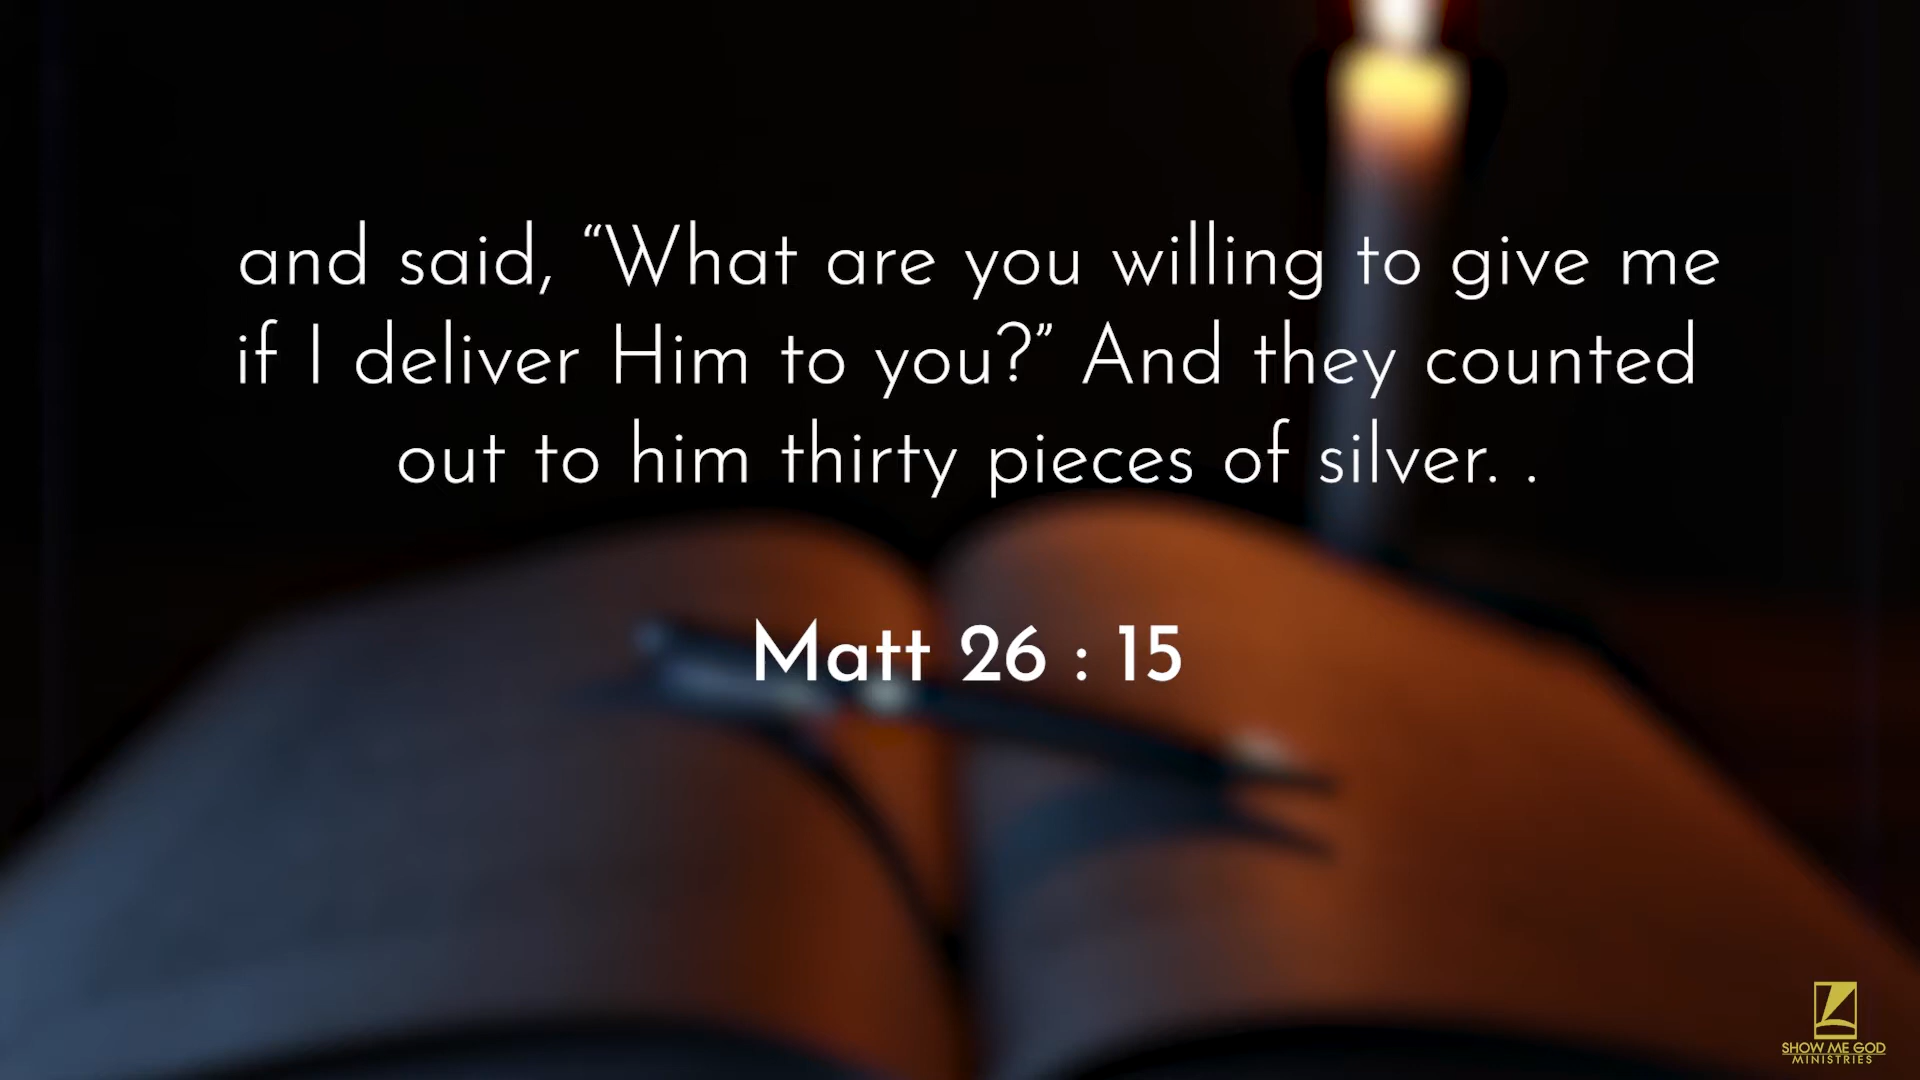 and said, “What are you willing to give me
if I deliver Him to you?” And they counted
out to him thirty pieces of silver. .
Matt 26 : 15
SHOW ME GOD
MINISTRIES